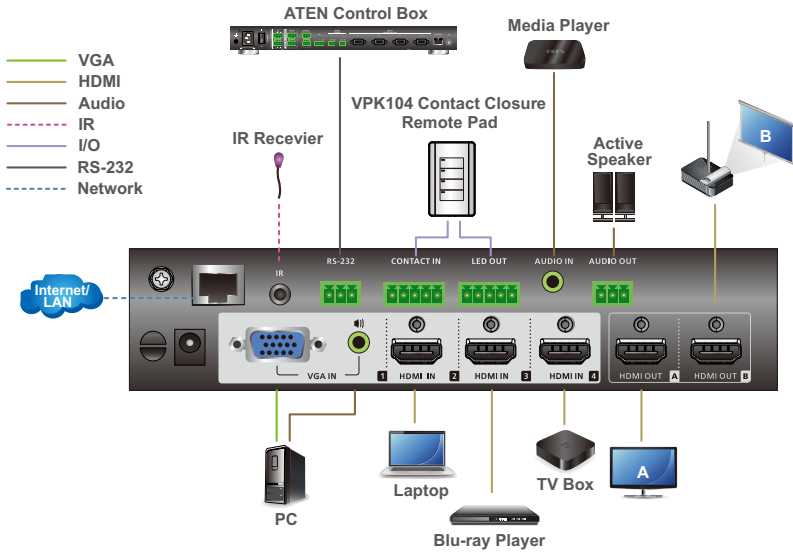 ATEN Control Box
Media Player
VGA
HDMI
Audio
IR
I/O
RS-232
Network
IR Recevier
VPK104 Contact Closure
Remote Pad
Active
Speaker
B
Internet/
LAN
IR
RS-232
CONTACT IN
LED OUT
AUDIO IN
AUDIO OUT
VGA IN
1
HDMI IN
2
HDMI IN
3
HDMI IN
4
HDMI OUT
A
HDMI OUT
B
PC
Laptop
Blu-ray Player
TV Box
A